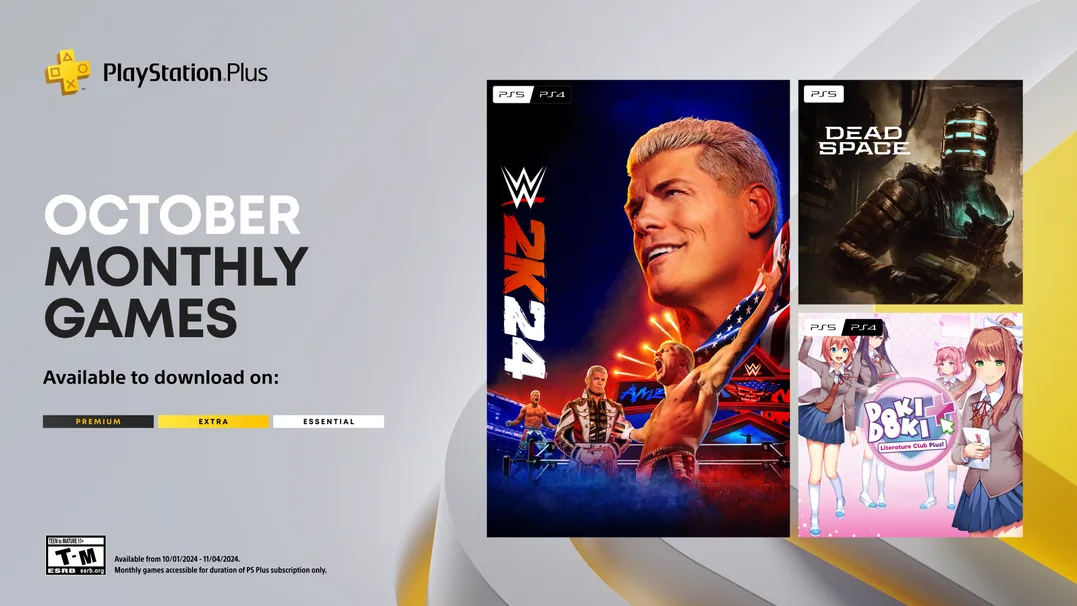 PlayStation.Plus
OCTOBER
MONTHLY
GAMES
Available to download on:
PREMIUM
EXTRA
ESSENTIAL
TEEN to MATURE 17+
T-M
ESRB esrb.org
Available from 10/01/2024 - 11/04/2024.
Monthly games accessible for duration of PS Plus subscription only.
PS5 PS4
W
2K24
W
PS5
DEAD
SPACE
PS5 PS4
DOKI
DOKI
Literature Club Plus!